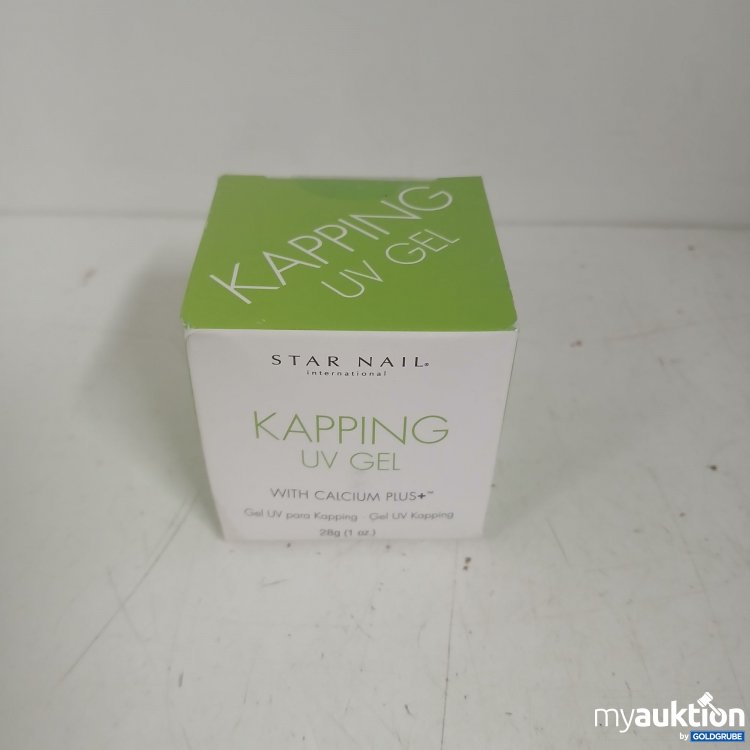 KAPPING
UV GEL
STAR NAIL®
international
KAPPING
UV GEL
WITH CALCIUM PLUS+™
Gel UV para Kapping · Gel UV Kapping
28g (1 oz.)
myauktion
by GOLDGRUBE